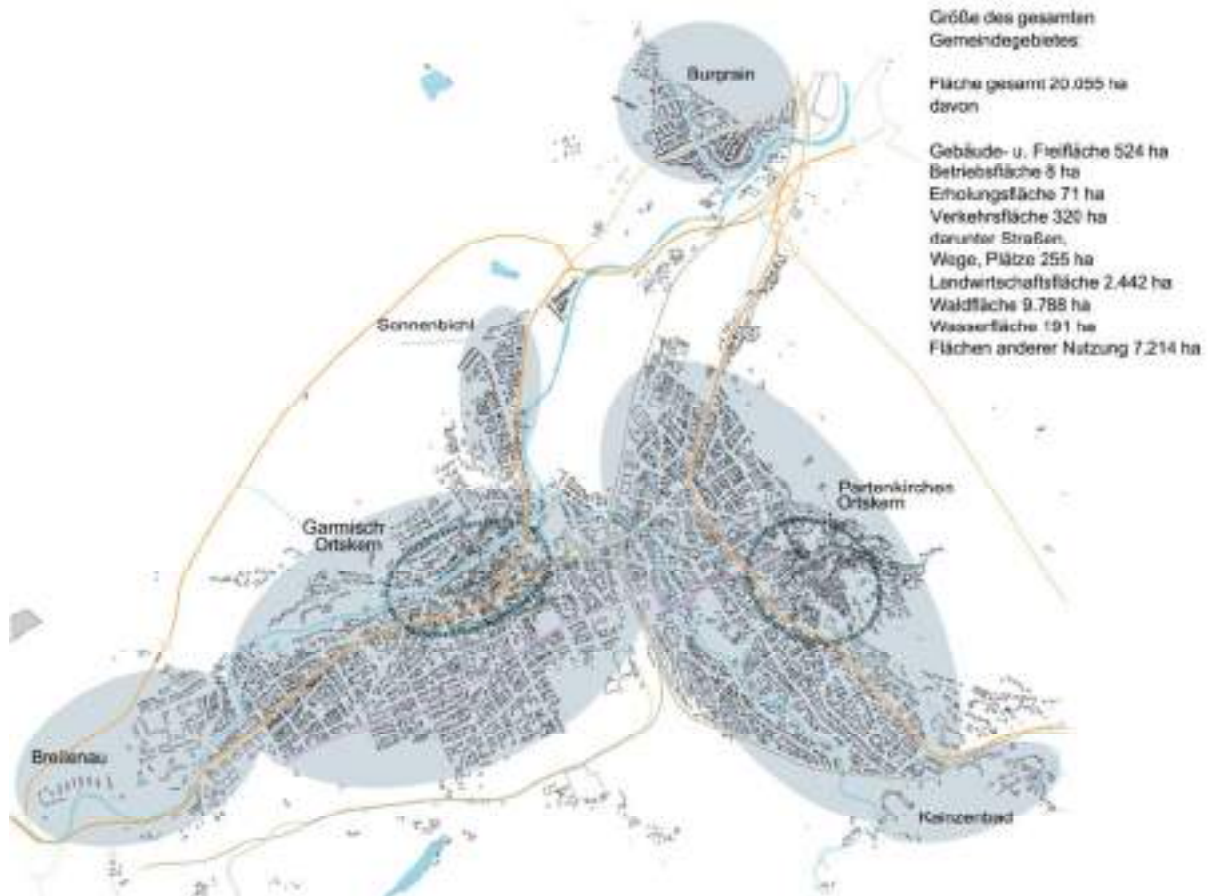 Größe des gesamten
Gemeindegebietes:
Fläche gesamt 20.055 ha
davon
Gebäude- u. Freifläche 524 ha
Betriebsfläche 8 ha
Erholungsfläche 71 ha
Verkehrsfläche 320 ha
darunter Straßen,
Wege, Plätze 255 ha
Landwirtschaftsfläche 2.442 ha
Waldfläche 9.788 ha
Wasserfläche 191 ha
Flächen anderer Nutzung 7.214 ha
Burgrain
Sonnenbichl
Partenkirchen
Ortskern
Garmisch
Ortskern
Breitenau
Kainzenbad